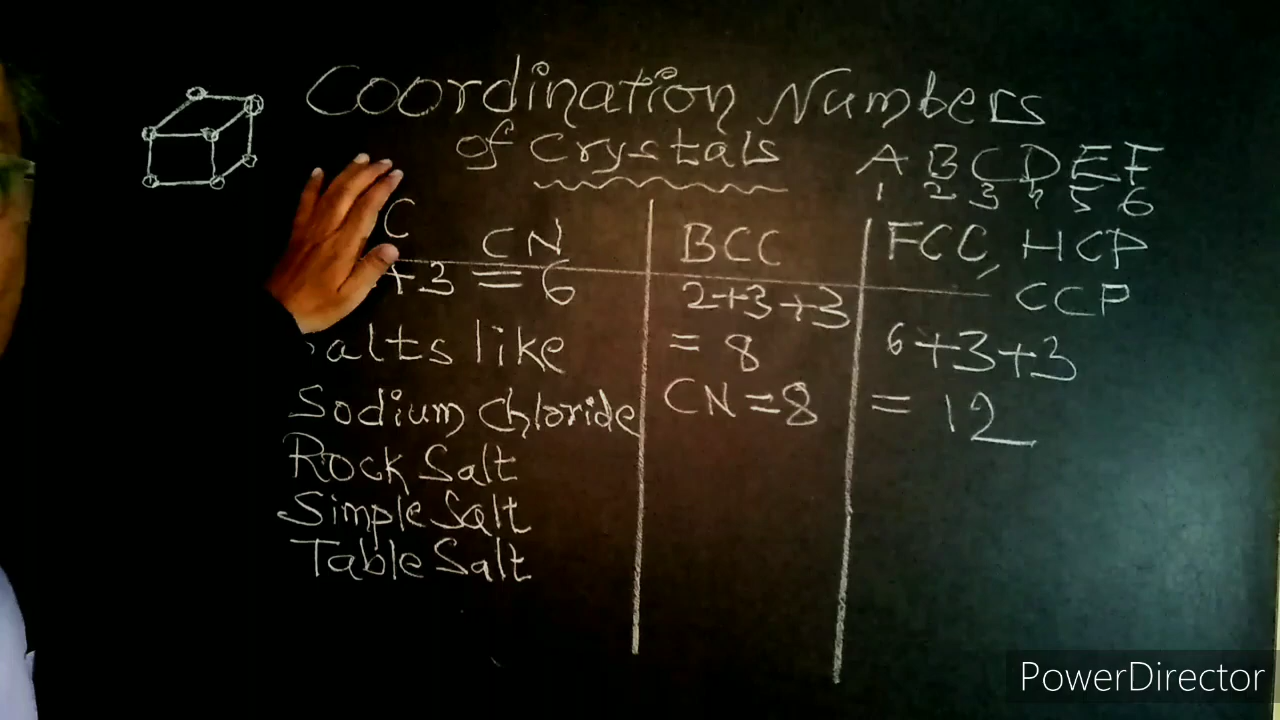 Coordination Numbers
of Crystals
A B C D E F
1 2 3 4 5 6
C CN
+3 = 6
alts like
Sodium Chloride
Rock Salt
Simple Salt
Table Salt
BCC
2+3+3
= 8
CN=8
FCC, HCP
CCP
6+3+3
= 12
PowerDirector